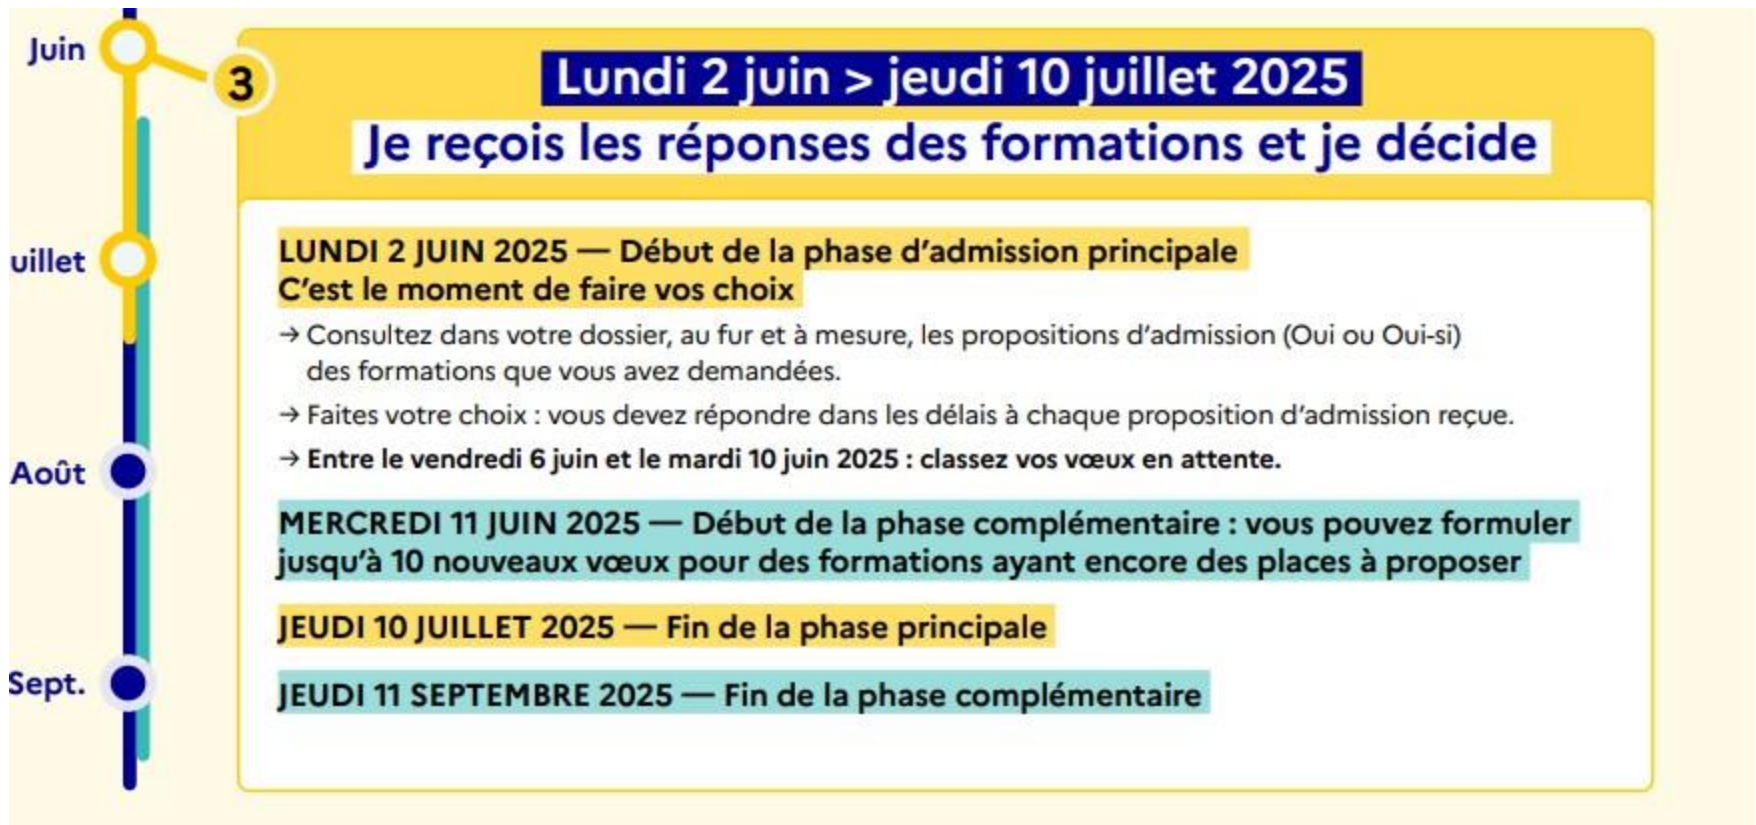 Juin
3
Lundi 2 juin > jeudi 10 juillet 2025
Je reçois les réponses des formations et je décide
uillet
LUNDI 2 JUIN 2025 — Début de la phase d’admission principale
C’est le moment de faire vos choix
→ Consultez dans votre dossier, au fur et à mesure, les propositions d’admission (Oui ou Oui-si)
des formations que vous avez demandées.
→ Faites votre choix : vous devez répondre dans les délais à chaque proposition d’admission reçue.
→ Entre le vendredi 6 juin et le mardi 10 juin 2025 : classez vos vœux en attente.
Août
MERCREDI 11 JUIN 2025 — Début de la phase complémentaire : vous pouvez formuler
jusqu’à 10 nouveaux vœux pour des formations ayant encore des places à proposer
JEUDI 10 JUILLET 2025 — Fin de la phase principale
Sept.
JEUDI 11 SEPTEMBRE 2025 — Fin de la phase complémentaire